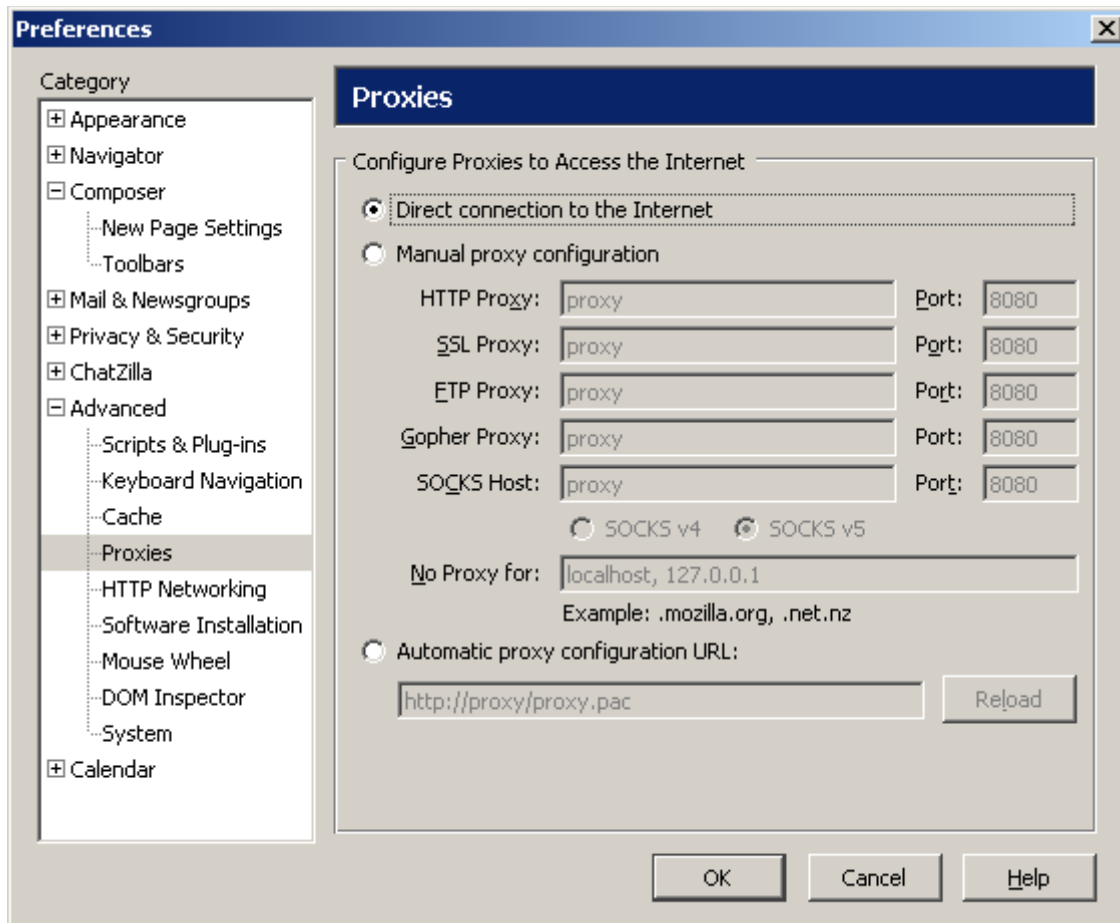 Preferences
Category
Appearance
Navigator
Composer
New Page Settings
Toolbars
Mail & Newsgroups
Privacy & Security
ChatZilla
Advanced
Scripts & Plug-ins
Keyboard Navigation
Cache
Proxies
HTTP Networking
Software Installation
Mouse Wheel
DOM Inspector
System
Calendar
Proxies
Configure Proxies to Access the Internet
Direct connection to the Internet
Manual proxy configuration
HTTP Proxy: proxy Port: 8080
SSL Proxy: proxy Port: 8080
FTP Proxy: proxy Port: 8080
Gopher Proxy: proxy Port: 8080
SOCKS Host: proxy Port: 8080
SOCKS v4 SOCKS v5
No Proxy for: localhost, 127.0.0.1
Example: .mozilla.org, .net.nz
Automatic proxy configuration URL:
http://proxy/proxy.pac Reload
OK Cancel Help